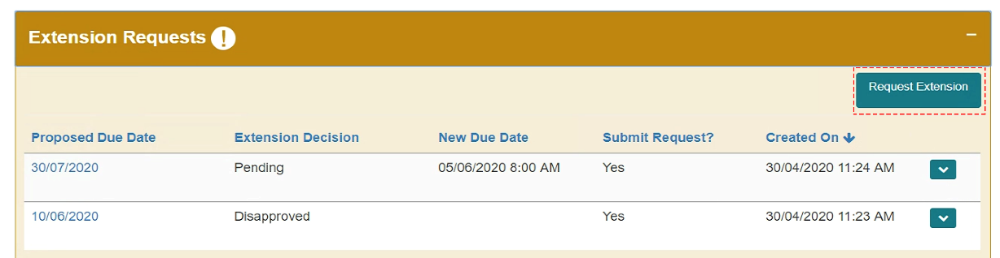 Extension Requests !
Request Extension
Proposed Due Date Extension Decision New Due Date Submit Request? Created On
30/07/2020 Pending 05/06/2020 8:00 AM Yes 30/04/2020 11:24 AM
10/06/2020 Disapproved Yes 30/04/2020 11:23 AM